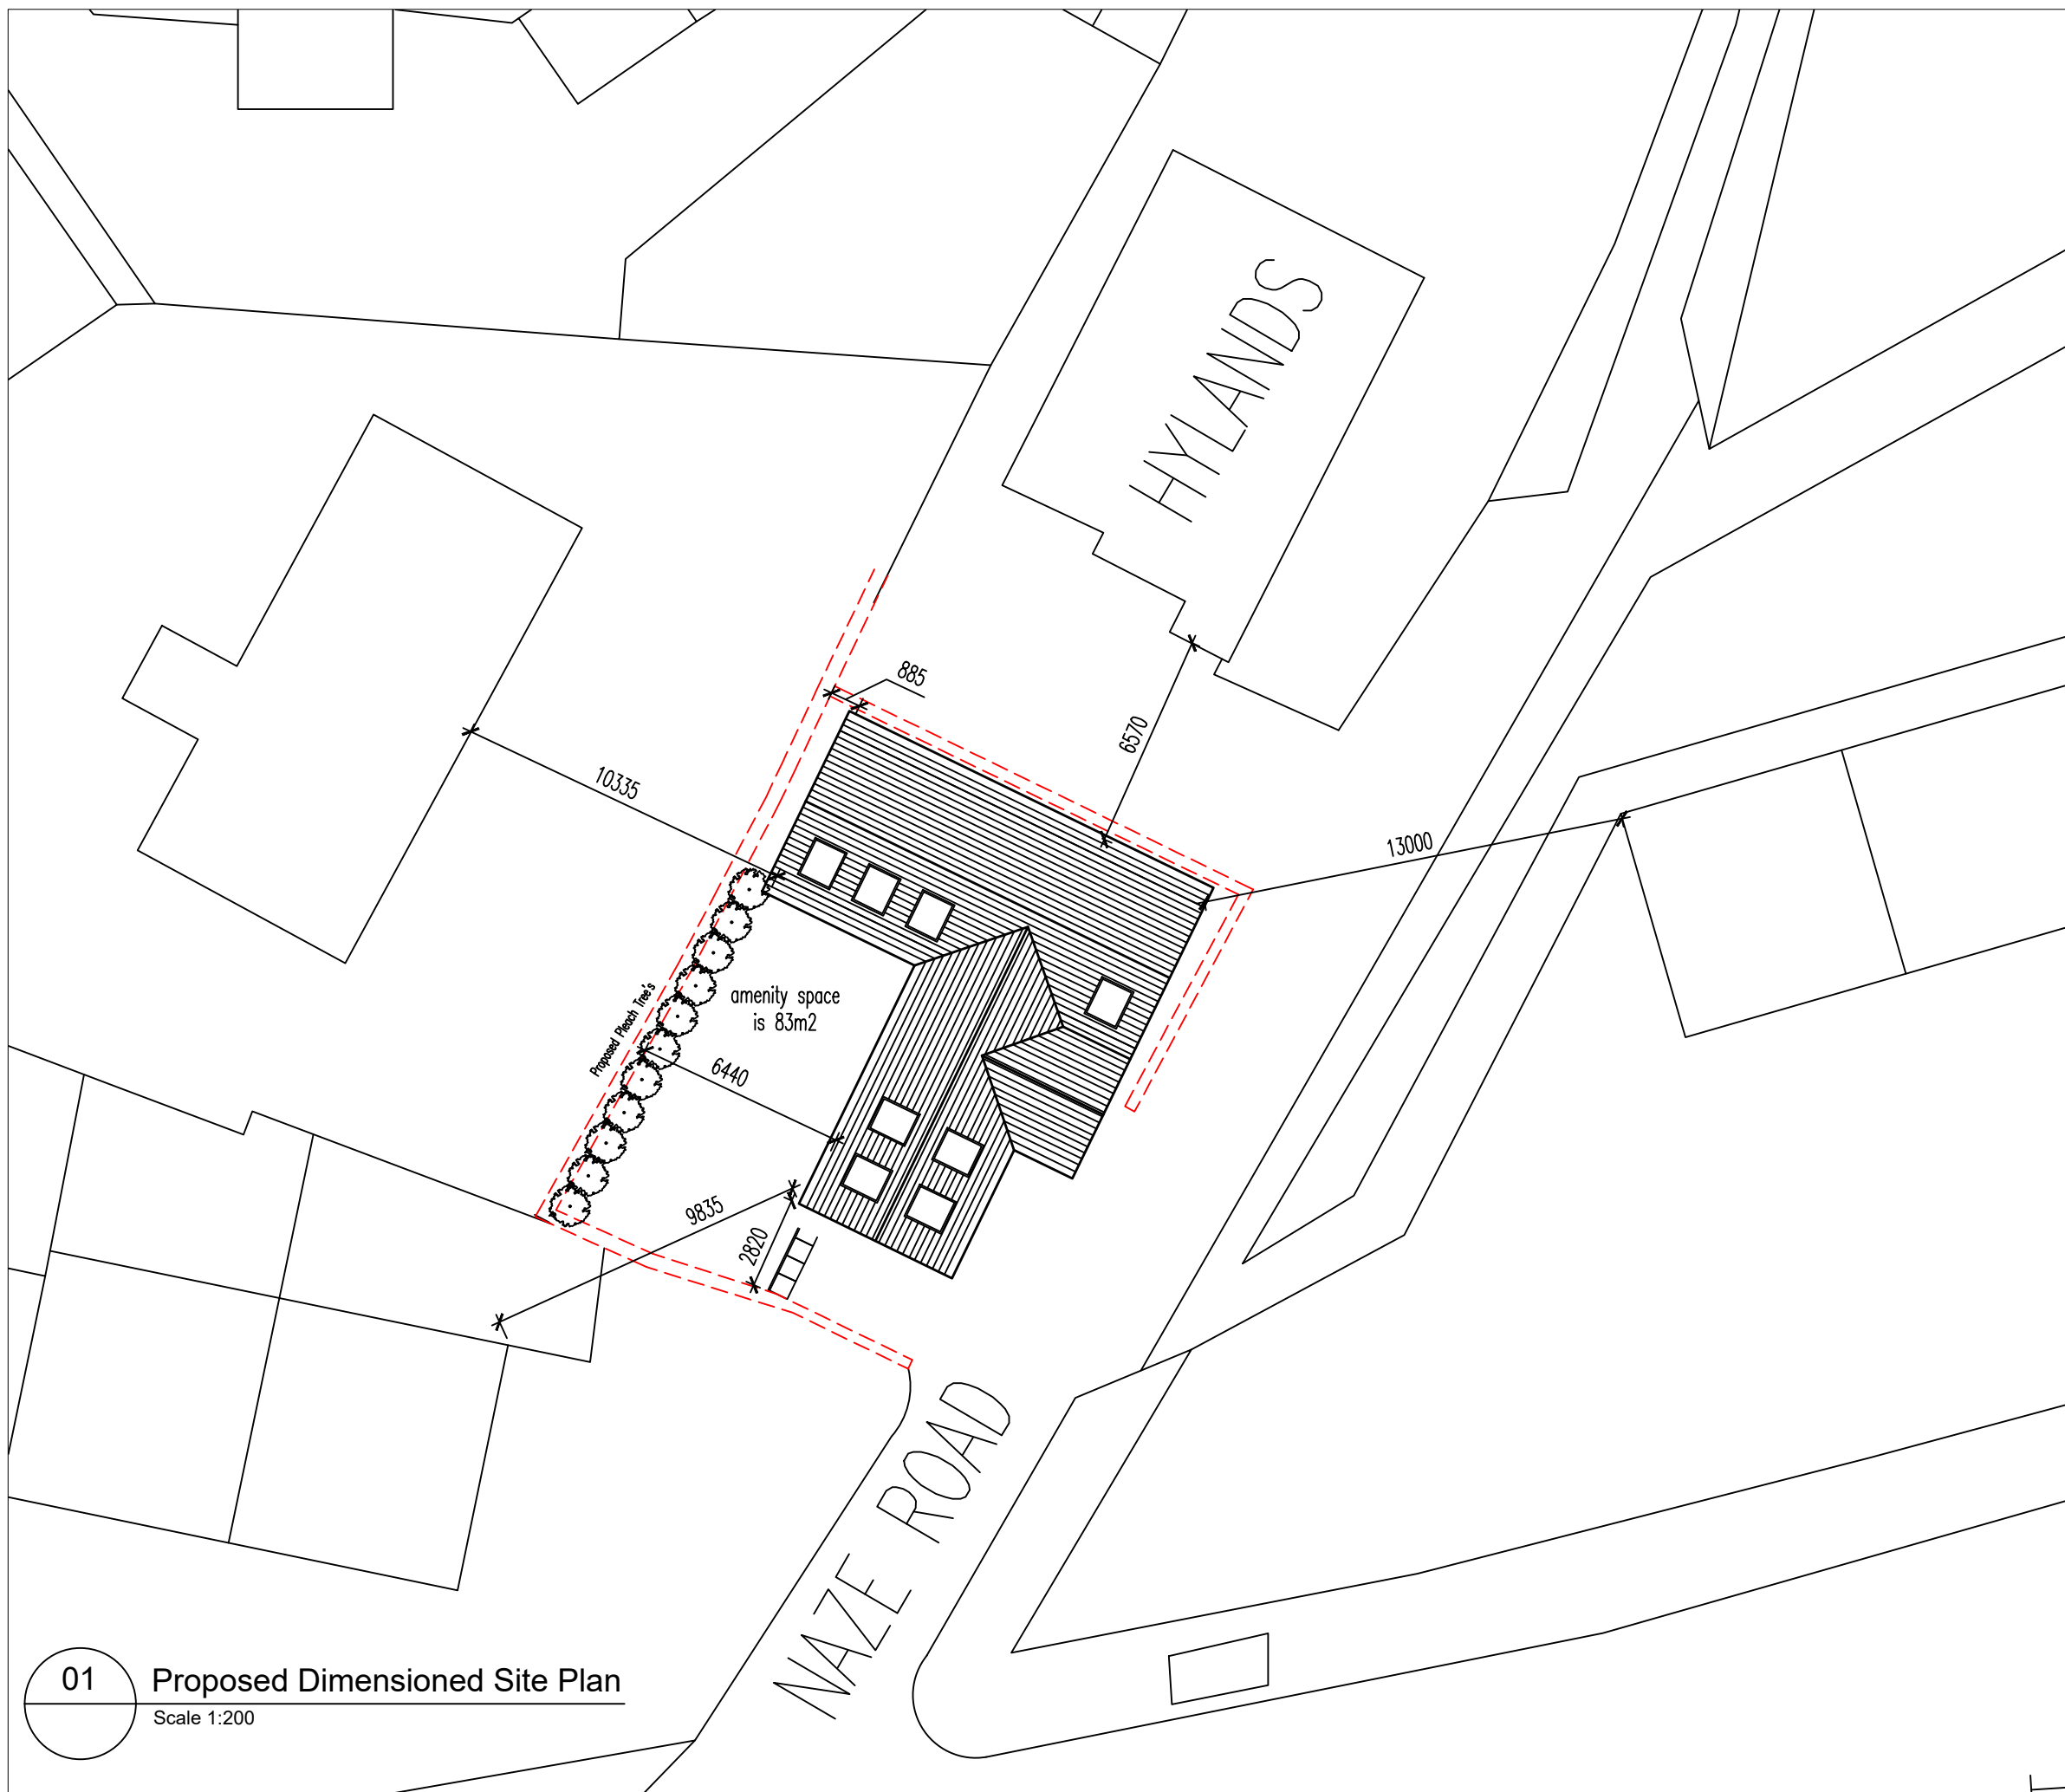 HYLANDS
885
6570
10335
13000
amenity space
is 83m2
Proposed Pleach Tree's
6440
9835
2820
NAZE ROAD
01
Proposed Dimensioned Site Plan
Scale 1:200